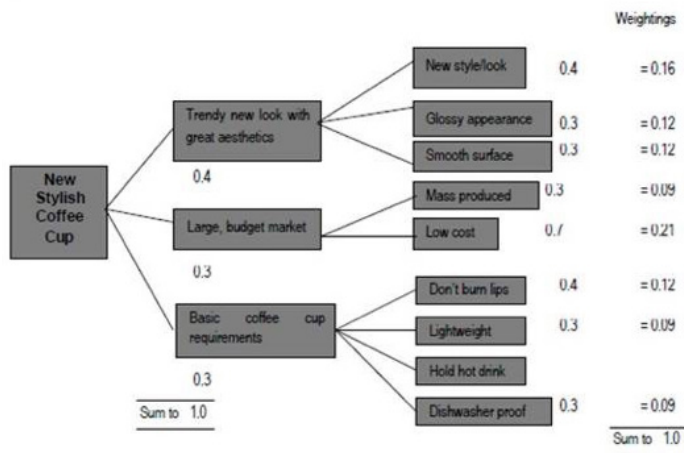 Weightings
New style/look 0.4 = 0.16
Trendy new look with
great aesthetics
Glossy appearance 0.3 = 0.12
Smooth surface 0.3 = 0.12
0.4
New
Stylish
Coffee
Cup
Mass produced 0.3 = 0.09
Large, budget market
Low cost 0.7 = 0.21
0.3
Don't burn lips 0.4 = 0.12
Basic coffee cup
requirements
Lightweight 0.3 = 0.09
Hold hot drink
0.3
Dishwasher proof 0.3 = 0.09
Sum to 1.0
Sum to 1.0